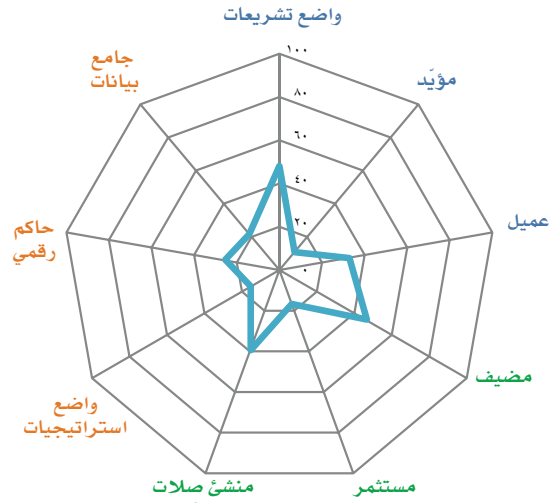 واضع تشريعات
١٠٠
جامع
بيانات
مؤيّد
٨٠
٦٠
٤٠
٢٠
٠
حاكم
رقمي
عميل
مضيف
واضع
استراتيجيات
منشئ صلات
مستثمر